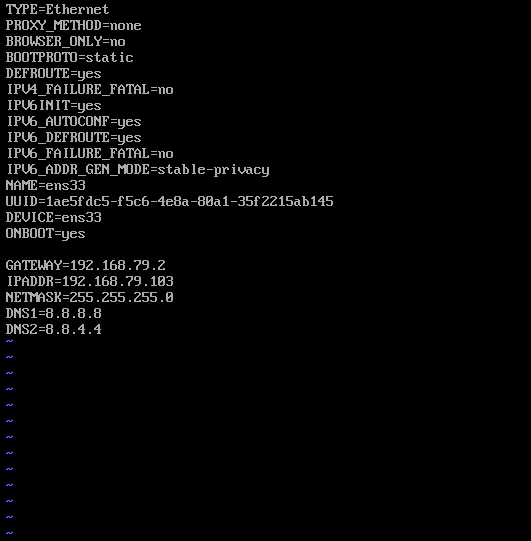 TYPE=Ethernet
PROXY_METHOD=none
BROWSER_ONLY=no
BOOTPROTO=static
DEFROUTE=yes
IPV4_FAILURE_FATAL=no
IPV6INIT=yes
IPV6_AUTOCONF=yes
IPV6_DEFROUTE=yes
IPV6_FAILURE_FATAL=no
IPV6_ADDR_GEN_MODE=stable-privacy
NAME=ens33
UUID=1ae5fdc5-f5c6-4e8a-80a1-35f2215ab145
DEVICE=ens33
ONBOOT=yes

GATEWAY=192.168.79.2
IPADDR=192.168.79.103
NETMASK=255.255.255.0
DNS1=8.8.8.8
DNS2=8.8.4.4
~
~
~
~
~
~
~
~
~
~
~
~
~